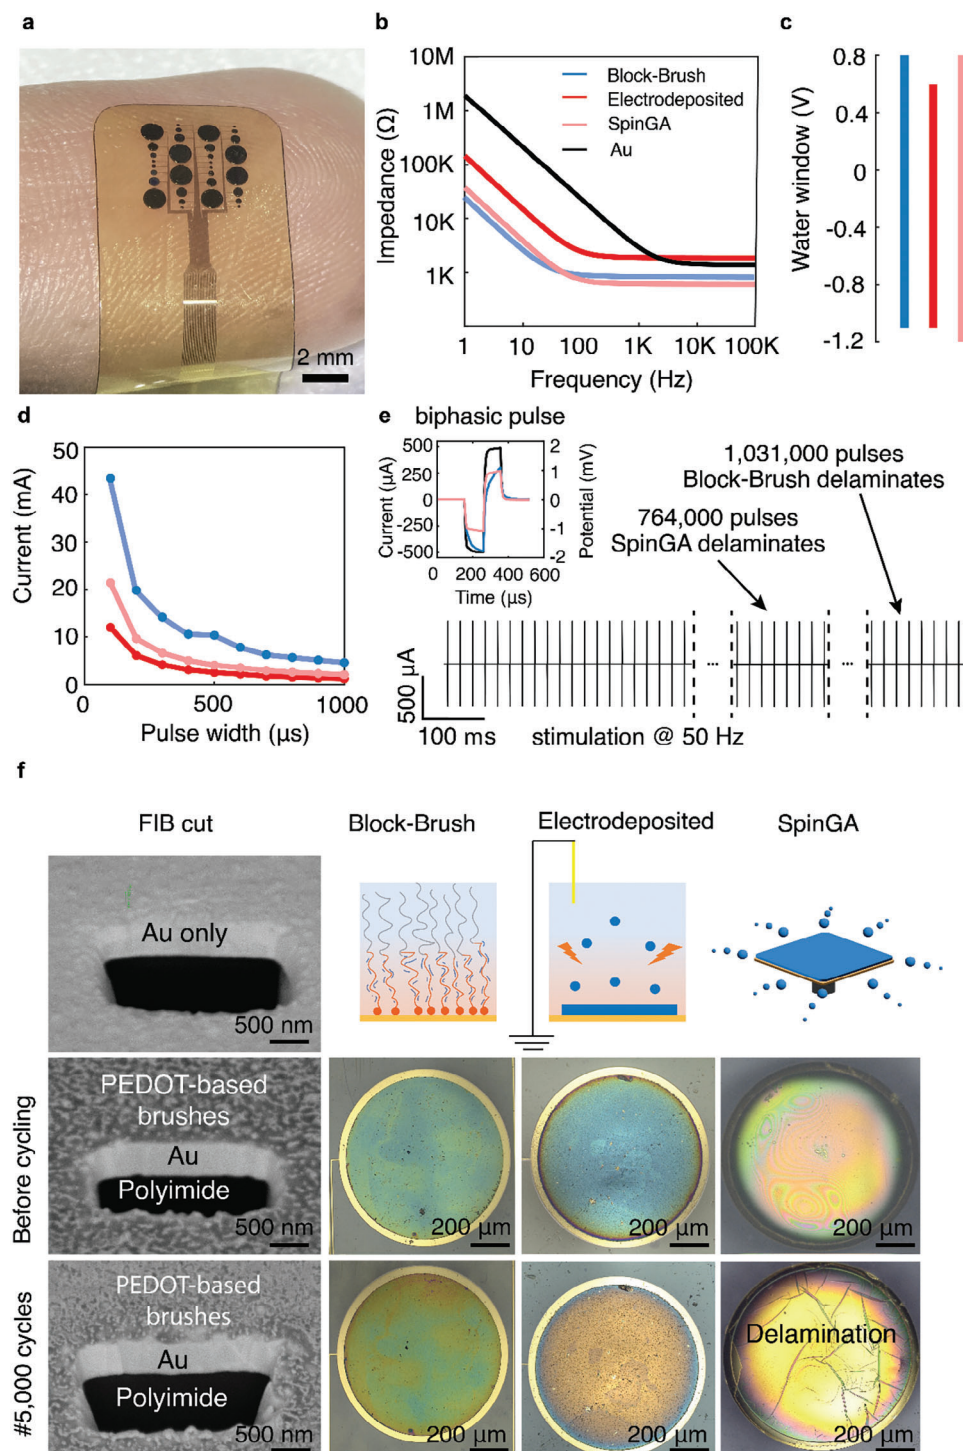 a
2 mm
b
10M
1M
100K
10K
1K
Impedance (Ω)
Block-Brush
Electrodeposited
SpinGA
Au
1
10
100
1K
10K
100K
Frequency (Hz)
c
Water window (V)
0.8
0.4
0
-0.4
-0.8
-1.2
d
Current (mA)
50
40
30
20
10
0
0
500
1000
Pulse width (µs)
e
biphasic pulse
Current (µA)
500
250
0
-250
-500
Potential (mV)
2
1
0
-1
-2
0
200
400
600
Time (µs)
1,031,000 pulses
Block-Brush delaminates
764,000 pulses
SpinGA delaminates
...
...
500 µA
100 ms
stimulation @ 50 Hz
f
FIB cut
Block-Brush
Electrodeposited
SpinGA
Au only
500 nm
Before cycling
PEDOT-based
brushes
Au
Polyimide
500 nm
200 µm
200 µm
200 µm
#5,000 cycles
PEDOT-based
brushes
Au
Polyimide
500 nm
200 µm
200 µm
Delamination
200 µm